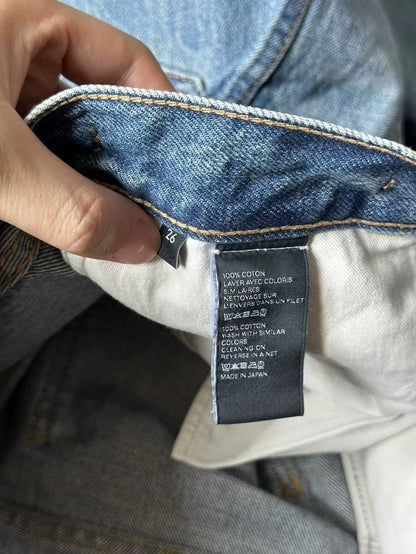 26
100% COTON
LAVER AVEC COLORIS
SIMILAIRES
NETTOYAGE SUR
L'ENVERS DANS UN FILET
100% COTTON
WASH WITH SIMILAR
COLORS
CLEANING ON
REVERSE IN A NET
MADE IN JAPAN